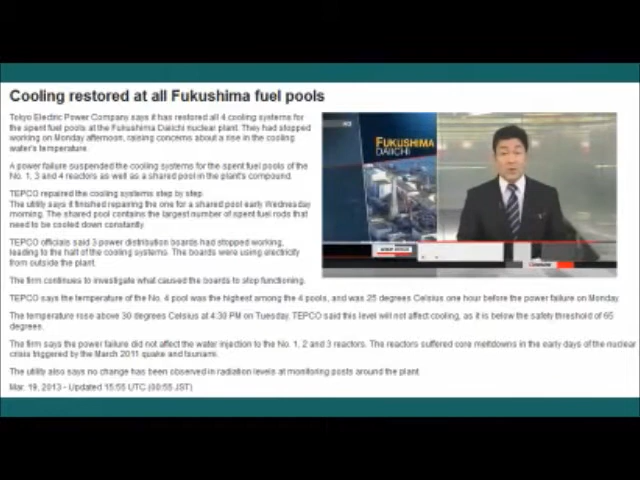 Cooling restored at all Fukushima fuel pools
Tokyo Electric Power Company says it has restored all 4 cooling systems for
the spent fuel pools at the Fukushima Daiichi nuclear plant. They had stopped
working on Monday afternoon, raising concerns about a rise in the cooling
water's temperature.
A power failure suspended the cooling systems for the spent fuel pools of the
No. 1, 3 and 4 reactors as well as a shared pool in the plant's compound.
TEPCO repaired the cooling systems step by step.
The utility says it finished repairing the one for a shared pool early Wednesday
morning. The shared pool contains the largest number of spent fuel rods that
need to be cooled down constantly.
TEPCO officials said 3 power distribution boards had stopped working,
leading to the halt of the cooling systems. The boards were using electricity
from outside the plant.
The firm continues to investigate what caused the boards to stop functioning.
FUKUSHIMA
DAIICHI
TEPCO says the temperature of the No. 4 pool was the highest among the 4 pools, and was 25 degrees Celsius one hour before the power failure on Monday.
The temperature rose above 30 degrees Celsius at 4:30 PM on Tuesday. TEPCO said this level will not affect cooling, as it is below the safety threshold of 65
degrees.
The firm says the power failure did not affect the water injection to the No. 1, 2 and 3 reactors. The reactors suffered core meltdowns in the early days of the nuclear
crisis triggered by the March 2011 quake and tsunami.
The utility also says no change has been observed in radiation levels at monitoring posts around the plant.
Mar. 19, 2013 - Updated 15:55 UTC (00:55 JST)